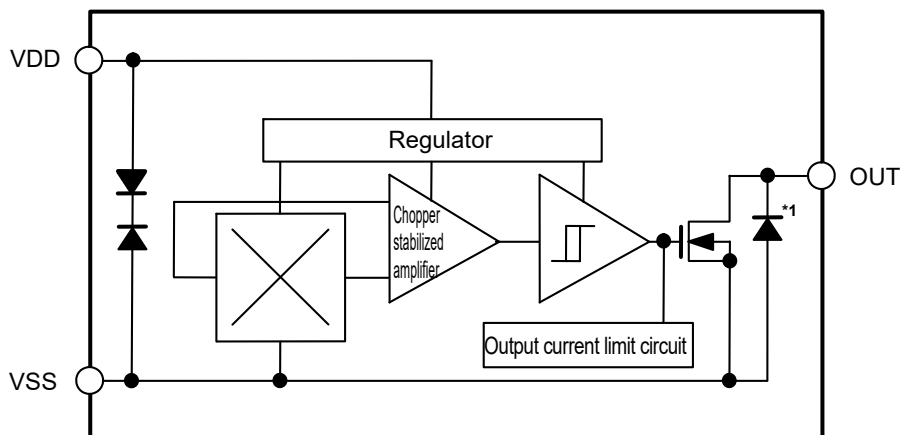 VDD
Regulator
OUT
*1
Chopper
stabilized
amplifier
Output current limit circuit
VSS